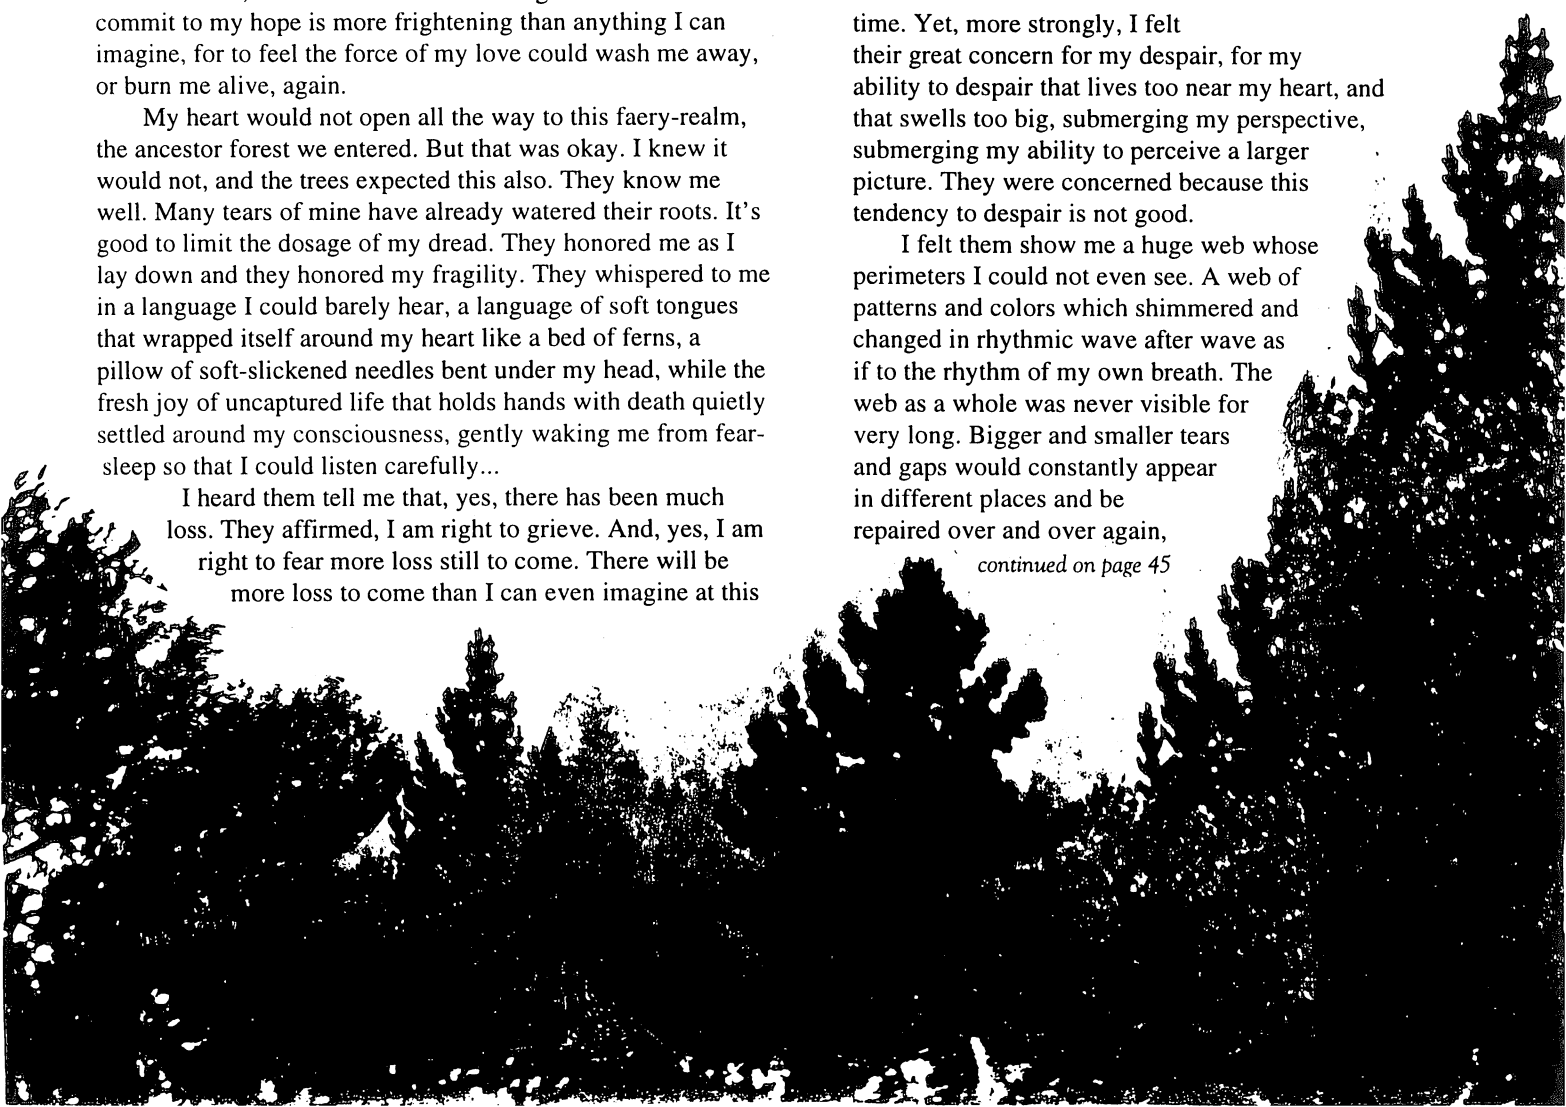 commit to my hope is more frightening than anything I can
imagine, for to feel the force of my love could wash me away,
or burn me alive, again.
My heart would not open all the way to this faery-realm,
the ancestor forest we entered. But that was okay. I knew it
would not, and the trees expected this also. They know me
well. Many tears of mine have already watered their roots. It's
good to limit the dosage of my dread. They honored me as I
lay down and they honored my fragility. They whispered to me
in a language I could barely hear, a language of soft tongues
that wrapped itself around my heart like a bed of ferns, a
pillow of soft-slickened needles bent under my head, while the
fresh joy of uncaptured life that holds hands with death quietly
settled around my consciousness, gently waking me from fear-
sleep so that I could listen carefully...
I heard them tell me that, yes, there has been much
loss. They affirmed, I am right to grieve. And, yes, I am
right to fear more loss still to come. There will be
more loss to come than I can even imagine at this
time. Yet, more strongly, I felt
their great concern for my despair, for my
ability to despair that lives too near my heart, and
that swells too big, submerging my perspective,
submerging my ability to perceive a larger
picture. They were concerned because this
tendency to despair is not good.
I felt them show me a huge web whose
perimeters I could not even see. A web of
patterns and colors which shimmered and
changed in rhythmic wave after wave as
if to the rhythm of my own breath. The
web as a whole was never visible for
very long. Bigger and smaller tears
and gaps would constantly appear
in different places and be
repaired over and over again,
continued on page 45